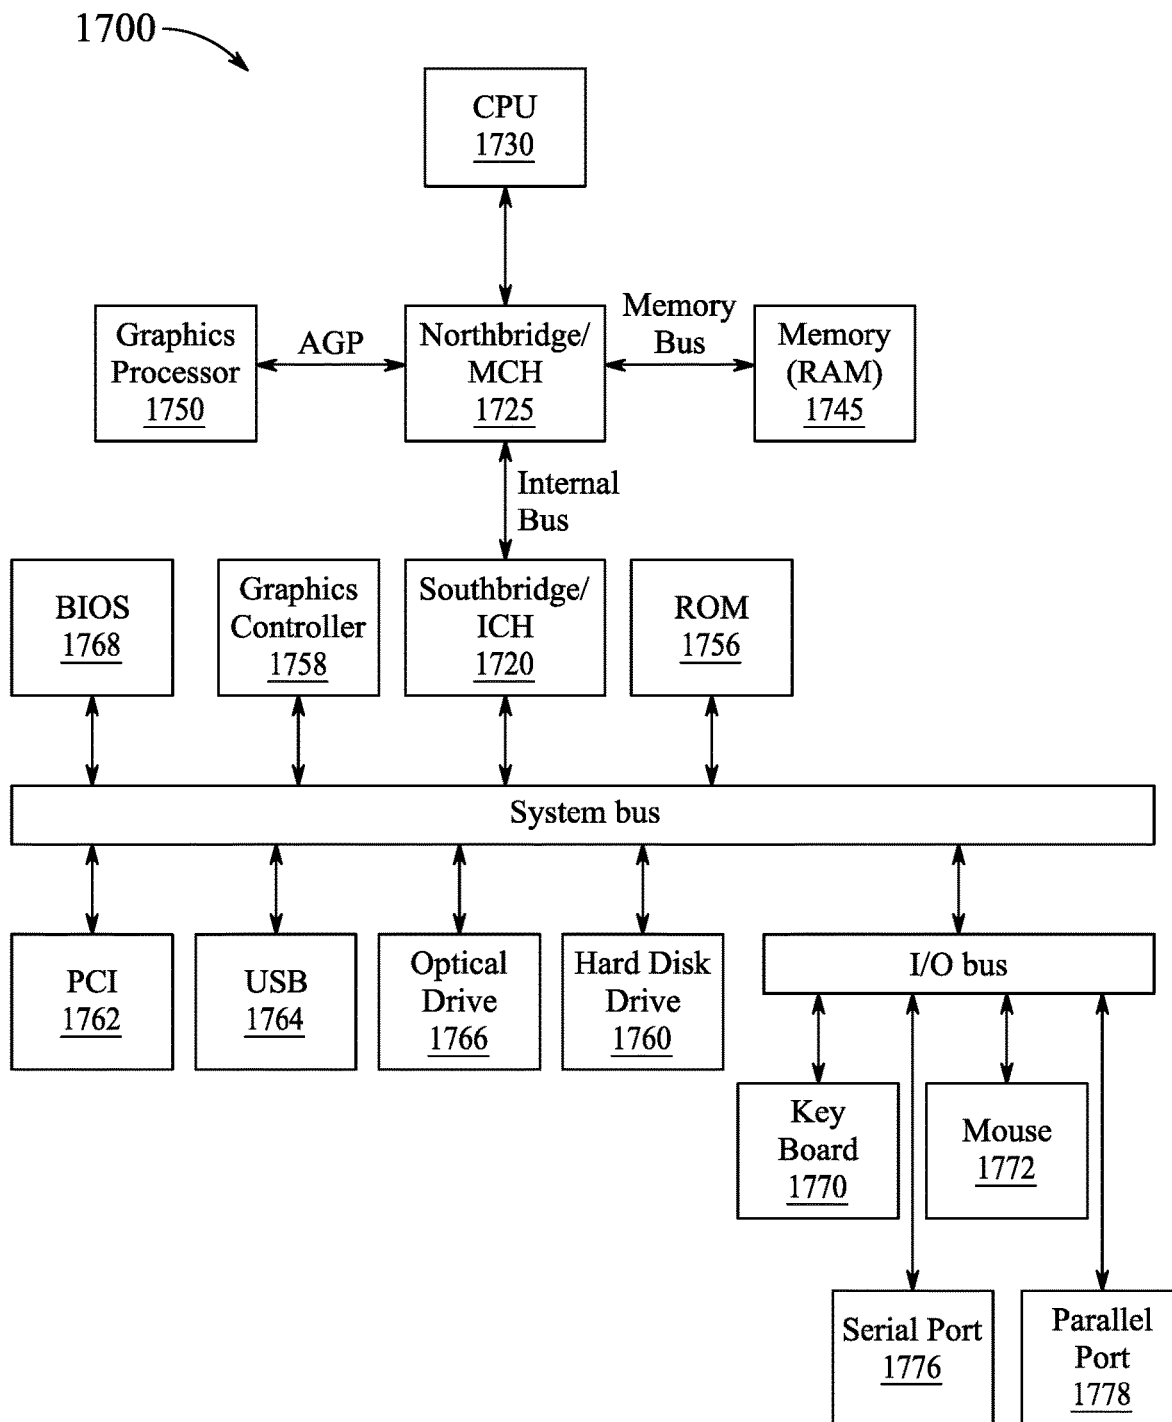 1700
CPU
1730
Graphics
Processor
1750
AGP
Northbridge/
MCH
1725
Memory
Bus
Memory
(RAM)
1745
Internal
Bus
BIOS
1768
Graphics
Controller
1758
Southbridge/
ICH
1720
ROM
1756
System bus
PCI
1762
USB
1764
Optical
Drive
1766
Hard Disk
Drive
1760
I/O bus
Key
Board
1770
Mouse
1772
Serial Port
1776
Parallel
Port
1778